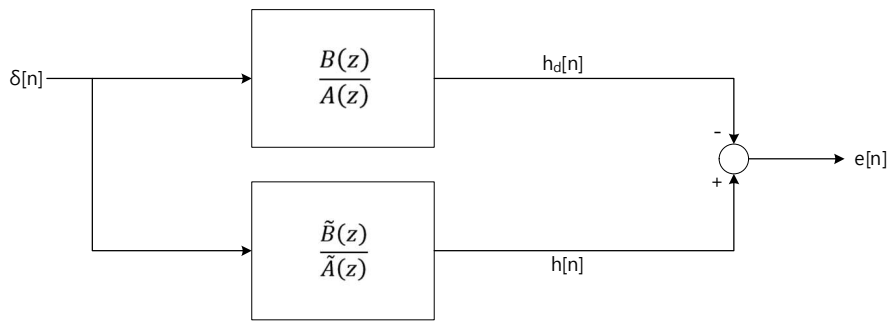 δ[n]
B(z)
A(z)
h_d[n]
-
+
e[n]
B̃(z)
Ã(z)
h[n]